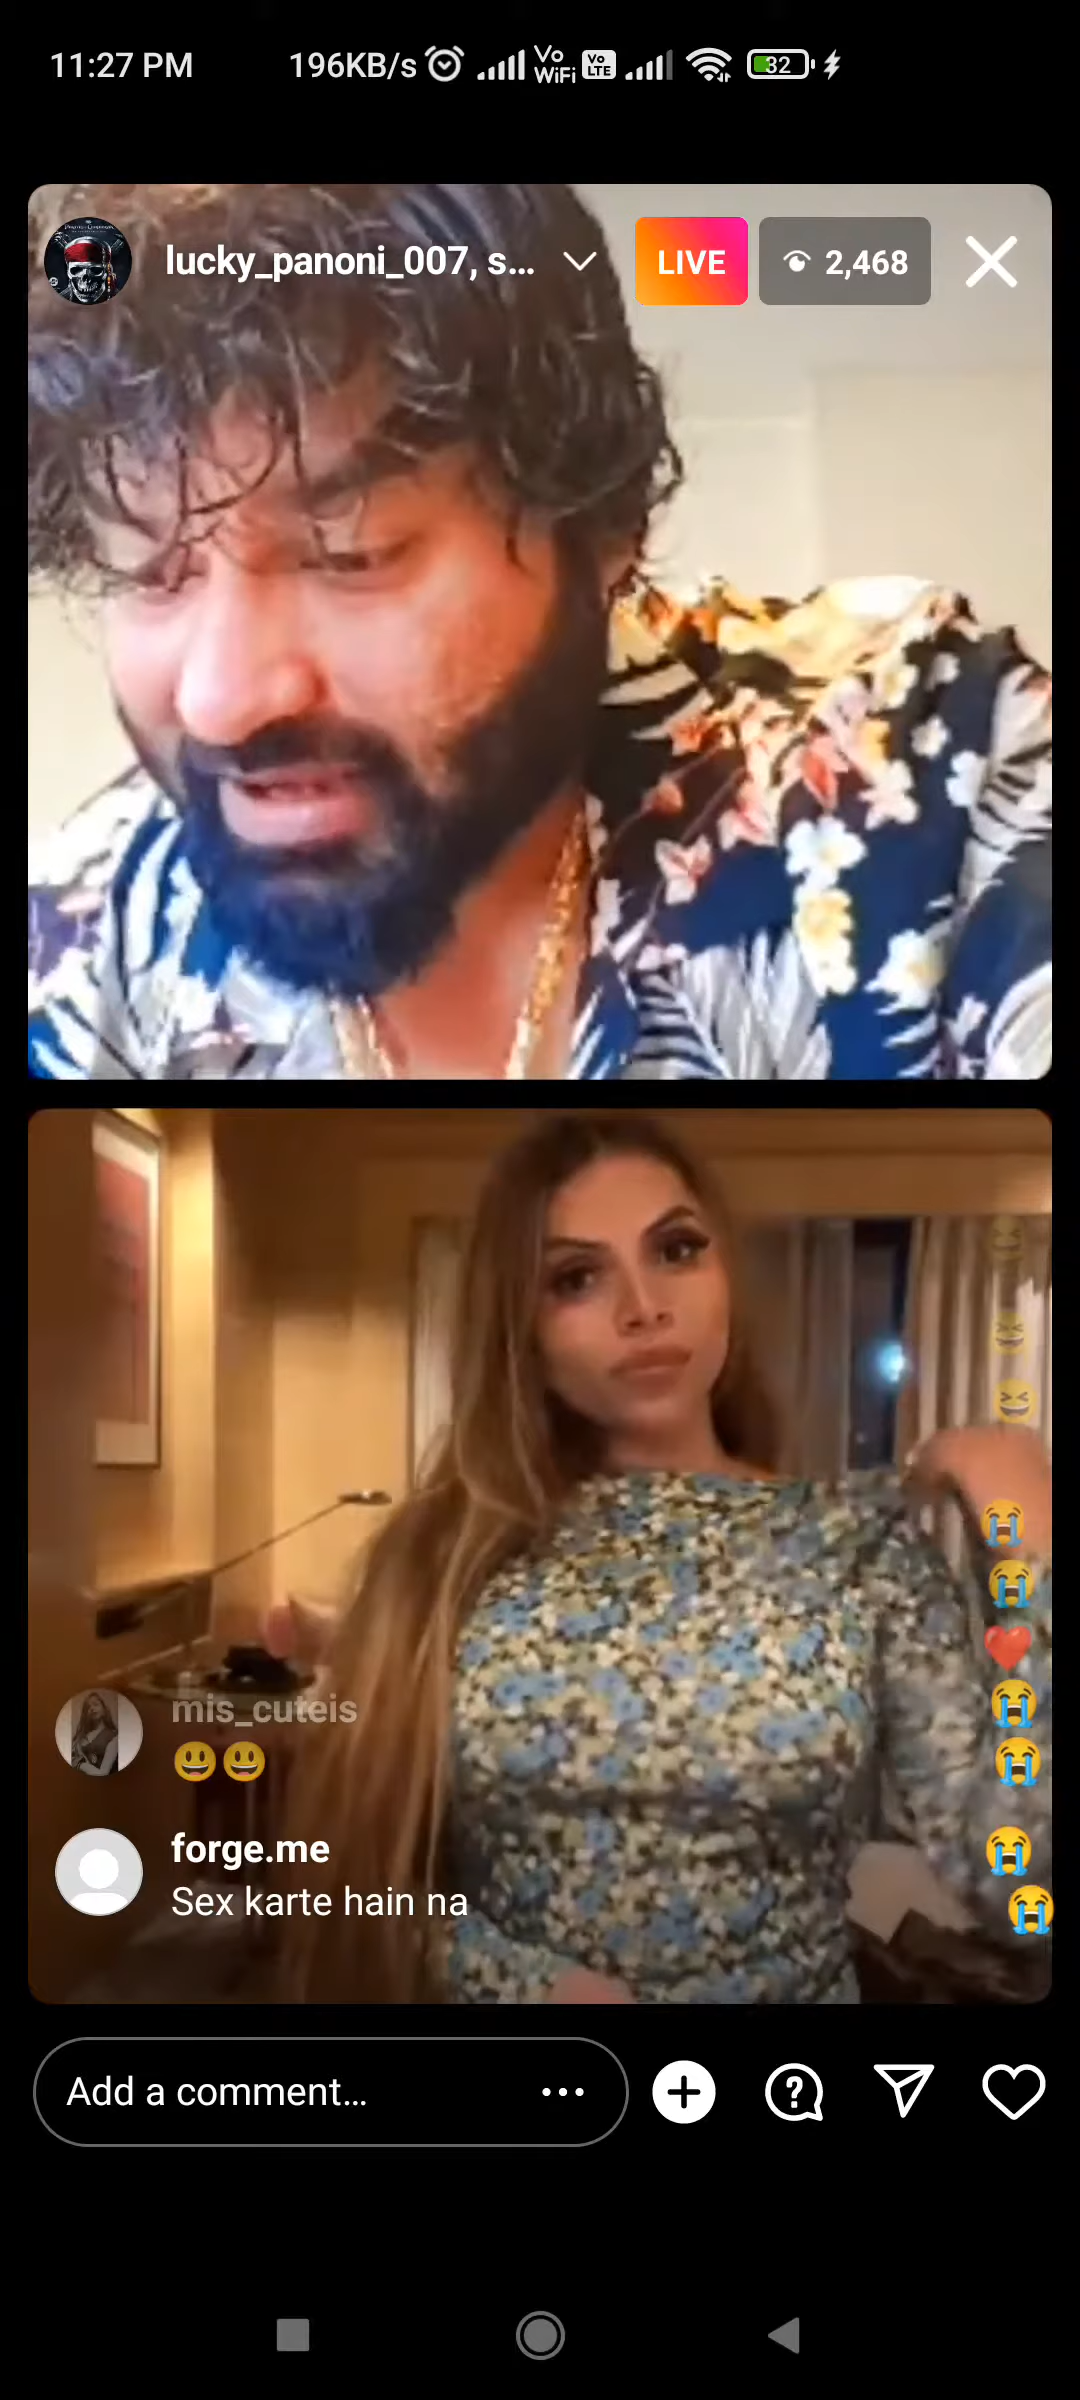 11:27 PM 196KB/s Vo WiFi Vo LTE 32
lucky_panoni_007, s... LIVE 2,468
mis_cuteis
😃😃
forge.me
Sex karte hain na
Add a comment...